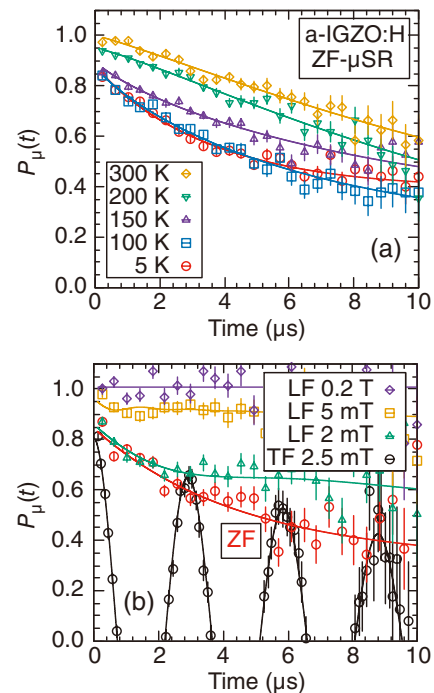 a-IGZO:H
ZF-μSR
1.0
0.8
0.6
0.4
0.2
0.0
Pμ(t)
300 K
200 K
150 K
100 K
5 K
(a)
0 2 4 6 8 10
Time (μs)
LF 0.2 T
LF 5 mT
LF 2 mT
TF 2.5 mT
1.0
0.8
0.6
0.4
0.2
0.0
Pμ(t)
ZF
(b)
0 2 4 6 8 10
Time (μs)